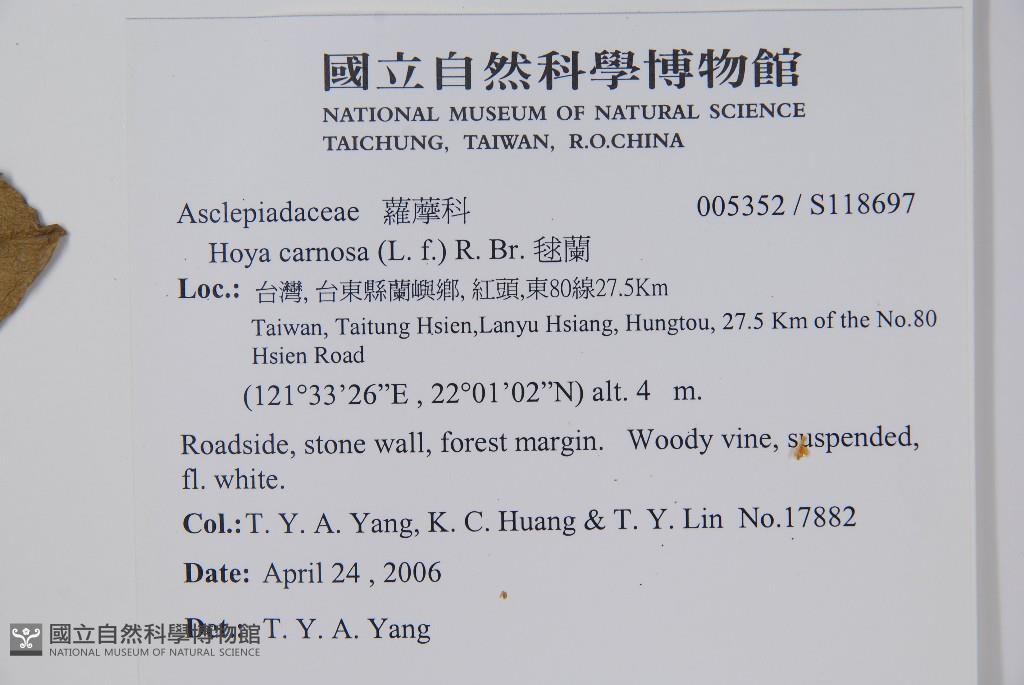 國立自然科學博物館
NATIONAL MUSEUM OF NATURAL SCIENCE
TAICHUNG, TAIWAN, R.O.CHINA
Asclepiadaceae 蘿藦科 005352 / S118697
Hoya carnosa (L. f.) R. Br. 毬蘭
Loc.: 台灣, 台東縣蘭嶼鄉, 紅頭,東80線27.5Km
Taiwan, Taitung Hsien,Lanyu Hsiang, Hungtou, 27.5 Km of the No.80
Hsien Road
(121°33’26”E , 22°01’02”N) alt. 4 m.
Roadside, stone wall, forest margin. Woody vine, suspended,
fl. white.
Col.: T. Y. A. Yang, K. C. Huang & T. Y. Lin No.17882
Date: April 24 , 2006
Det.: T. Y. A. Yang
國立自然科學博物館
NATIONAL MUSEUM OF NATURAL SCIENCE